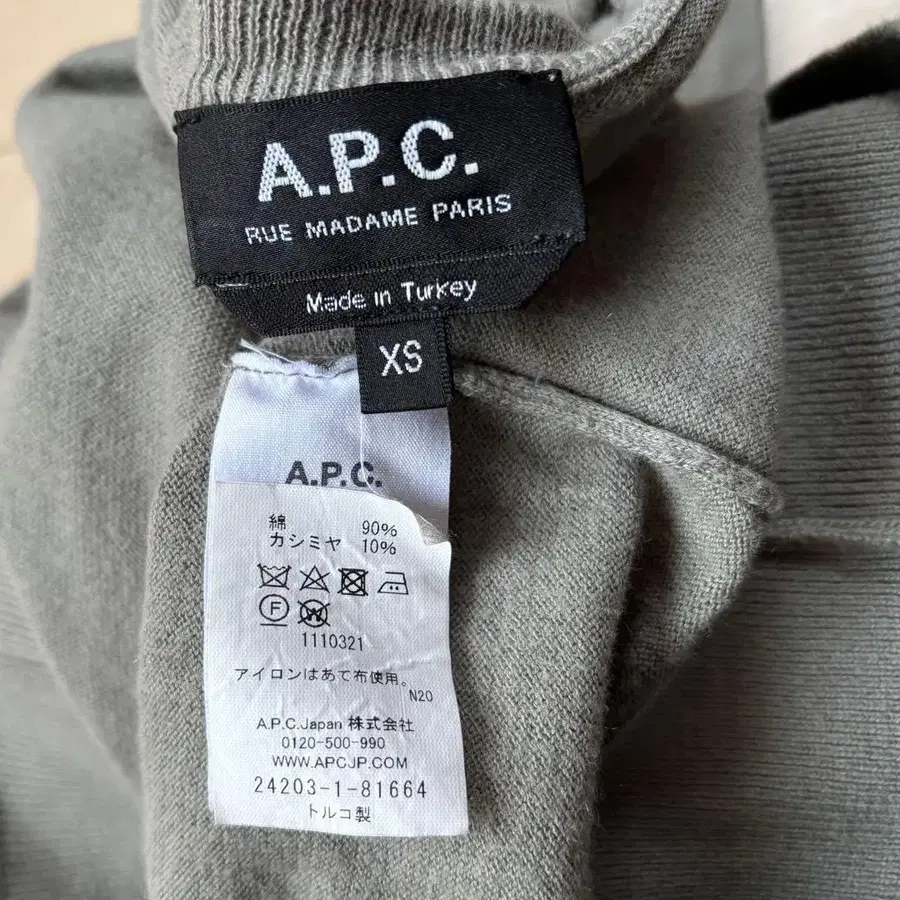 A.P.C.
RUE MADAME PARIS
Made in Turkey
XS
A.P.C.
綿 90%
カシミヤ 10%
F W
1110321
アイロンはあて布使用。
N20
A.P.C.Japan 株式会社
0120-500-990
WWW.APCJP.COM
24203-1-81664
トルコ製